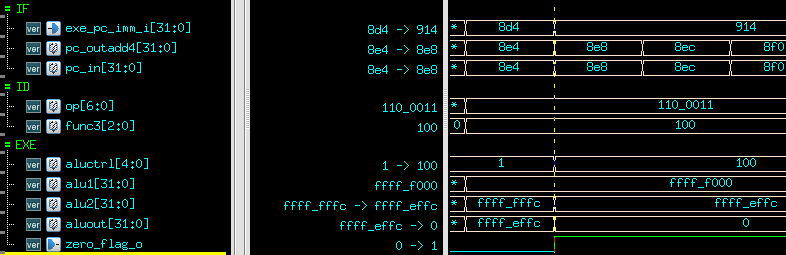 = IF
ver exe_pc_imm_i[31:0] 8d4 -> 914 * 8d4 914
ver pc_outadd4[31:0] 8e4 -> 8e8 * 8e4 8e8 8ec 8f0
ver pc_in[31:0] 8e4 -> 8e8 * 8e4 8e8 8ec 8f0
= ID
ver op[6:0] 110_0011 * 110_0011
ver func3[2:0] 100 0 100
= EXE
ver aluctrl[4:0] 1 -> 100 1 100
ver alu1[31:0] ffff_f000 * ffff_f000
ver alu2[31:0] ffff_fffc -> ffff_effc * ffff_fffc ffff_effc
ver aluout[31:0] ffff_effc -> 0 * ffff_effc 0
ver zero_flag_o 0 -> 1